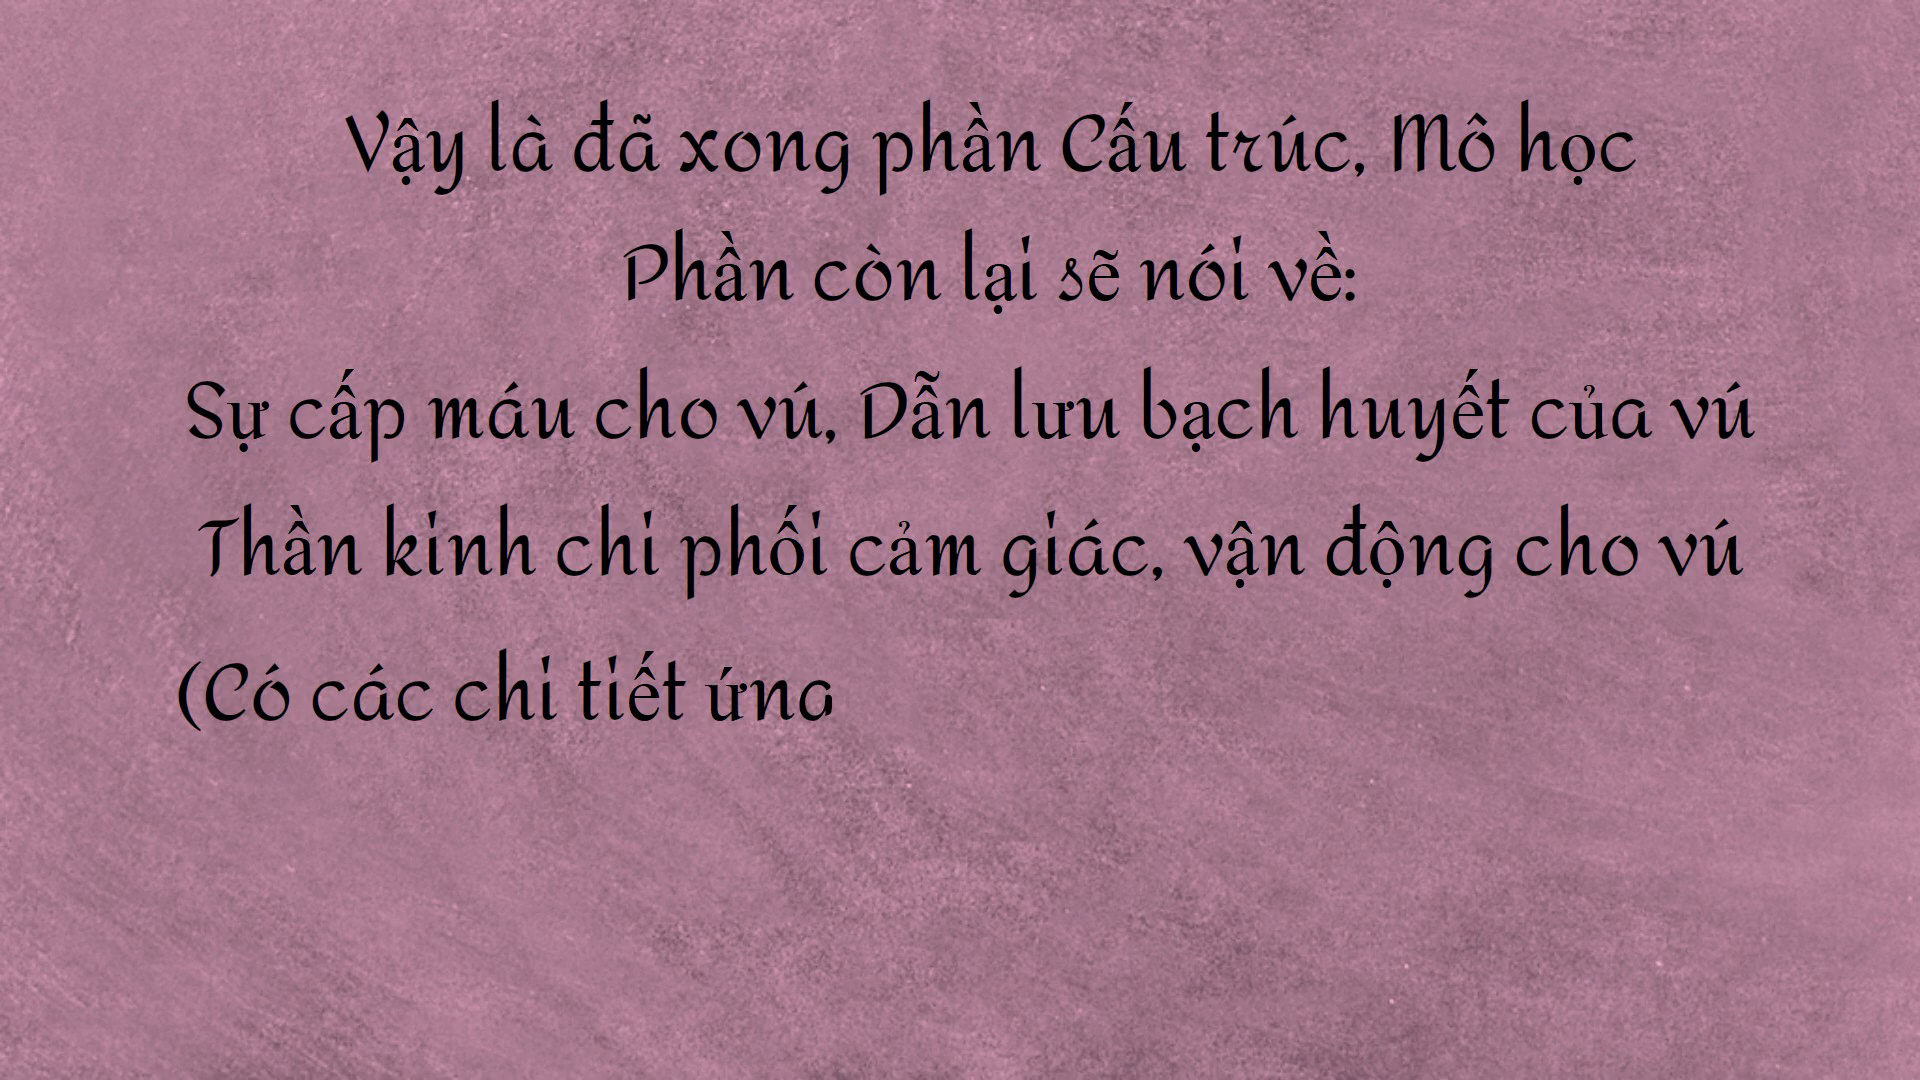 Vậy là đã xong phần Cấu trúc, Mô học
Phần còn lại sẽ nói về:
Sự cấp máu cho vú, Dẫn lưu bạch huyết của vú
Thần kinh chi phối cảm giác, vận động cho vú
(Có các chi tiết